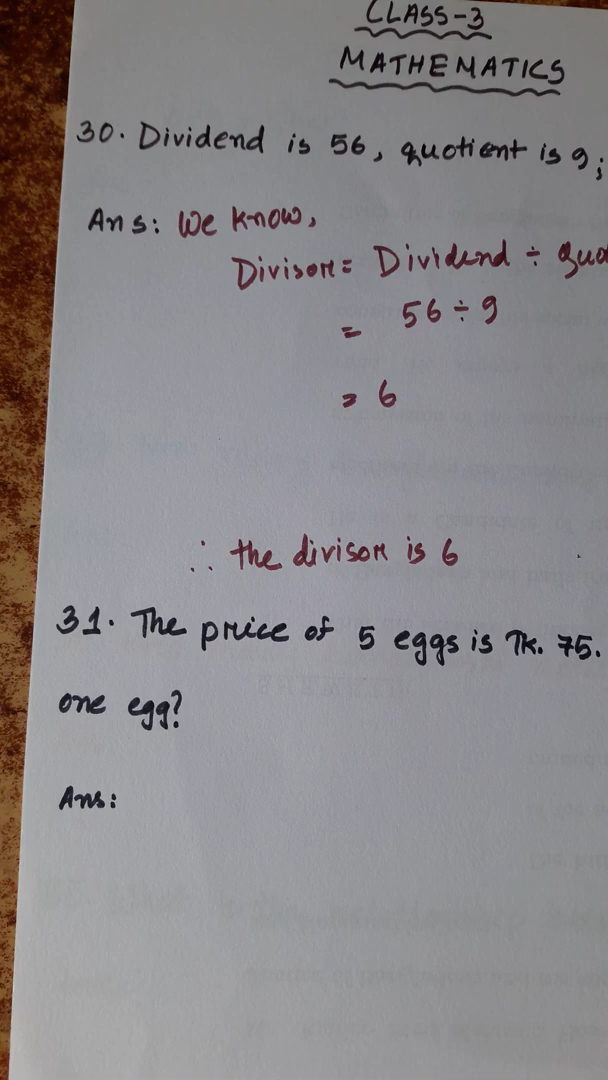 CLASS-3
MATHEMATICS
30. Dividend is 56, quotient is 9;
Ans: We know,
Divisor = Dividend ÷ quo
= 56 ÷ 9
= 6
∴ the divisor is 6
31. The price of 5 eggs is Tk. 75.
one egg?
Ans: